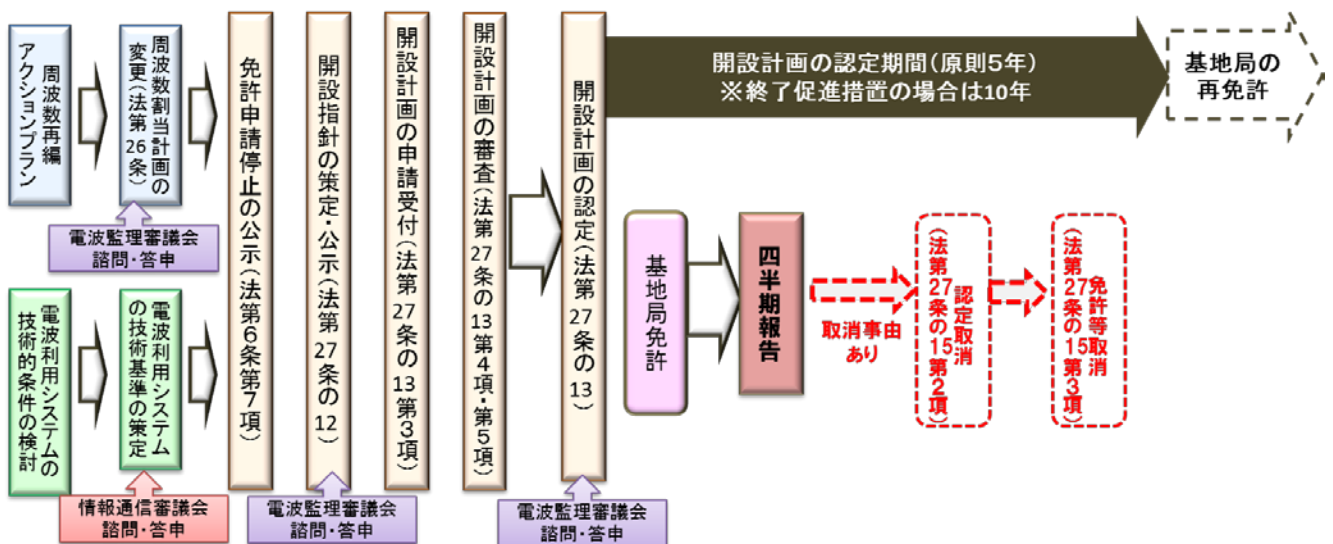 周波数再編
アクションプラン
周波数割当計画の
変更(法第26条)
電波監理審議会
諮問・答申
電波利用システムの
技術的条件の検討
電波利用システム
の技術基準の策定
情報通信審議会
諮問・答申
免許申請停止の公示(法第6条第7項)
開設指針の策定・公示(法第27条の12)
電波監理審議会
諮問・答申
開設計画の申請受付(法第27条の13第3項)
開設計画の審査(法第27条の13第4項・第5項)
開設計画の認定(法第27条の13)
電波監理審議会
諮問・答申
開設計画の認定期間(原則5年)
※終了促進措置の場合は10年
基地局の
再免許
基地局免許
四半期報告
取消事由
あり
認定取消
(法第27条の15第2項)
免許等取消
(法第27条の15第3項)